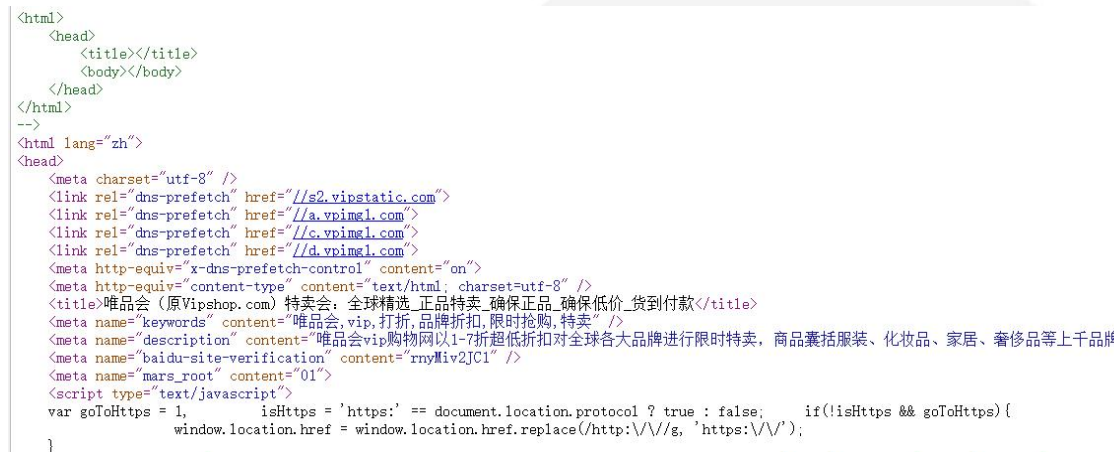 <html>
<head>
<title></title>
<body></body>
</head>
</html>
-->
<html lang="zh">
<head>
<meta charset="utf-8" />
<link rel="dns-prefetch" href="//s2.vipstatic.com">
<link rel="dns-prefetch" href="//a.vpimg1.com">
<link rel="dns-prefetch" href="//c.vpimg1.com">
<link rel="dns-prefetch" href="//d.vpimg1.com">
<meta http-equiv="x-dns-prefetch-control" content="on">
<meta http-equiv="content-type" content="text/html; charset=utf-8" />
<title>唯品会（原Vipshop.com）特卖会：全球精选_正品特卖_确保正品_确保低价_货到付款</title>
<meta name="keywords" content="唯品会,vip,打折,品牌折扣,限时抢购,特卖" />
<meta name="description" content="唯品会vip购物网以1-7折超低折扣对全球各大品牌进行限时特卖，商品囊括服装、化妆品、家居、奢侈品等上千品牌
<meta name="baidu-site-verification" content="rnyMiv2JC1" />
<meta name="mars_root" content="01">
<script type="text/javascript">
var goToHttps = 1, isHttps = 'https:' == document.location.protocol ? true : false; if(!isHttps && goToHttps){
window.location.href = window.location.href.replace(/http:\/\//g, 'https:\/\/');
}